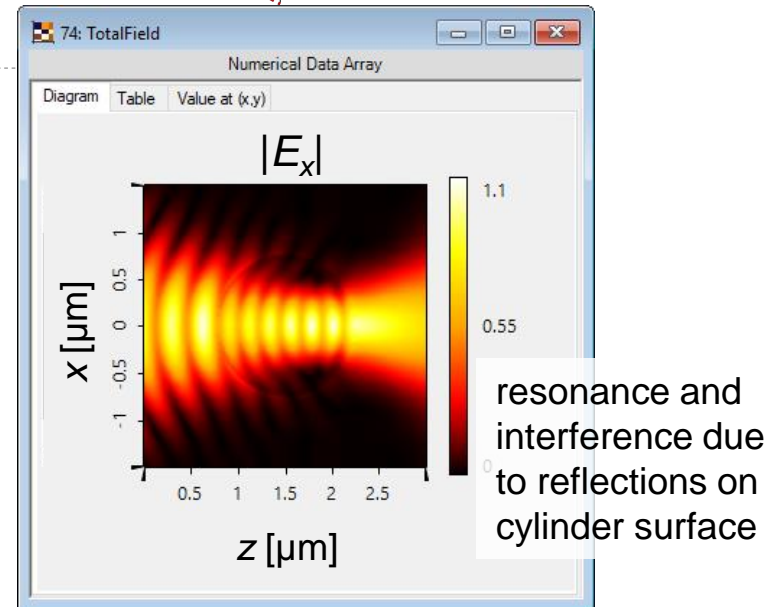 74: TotalField
Numerical Data Array
Diagram Table Value at (x,y)
|Eₓ|
1.1
0.55
0
x [µm]
1
0.5
0
-0.5
-1
0.5 1 1.5 2 2.5
z [µm]
resonance and
interference due
to reflections on
cylinder surface